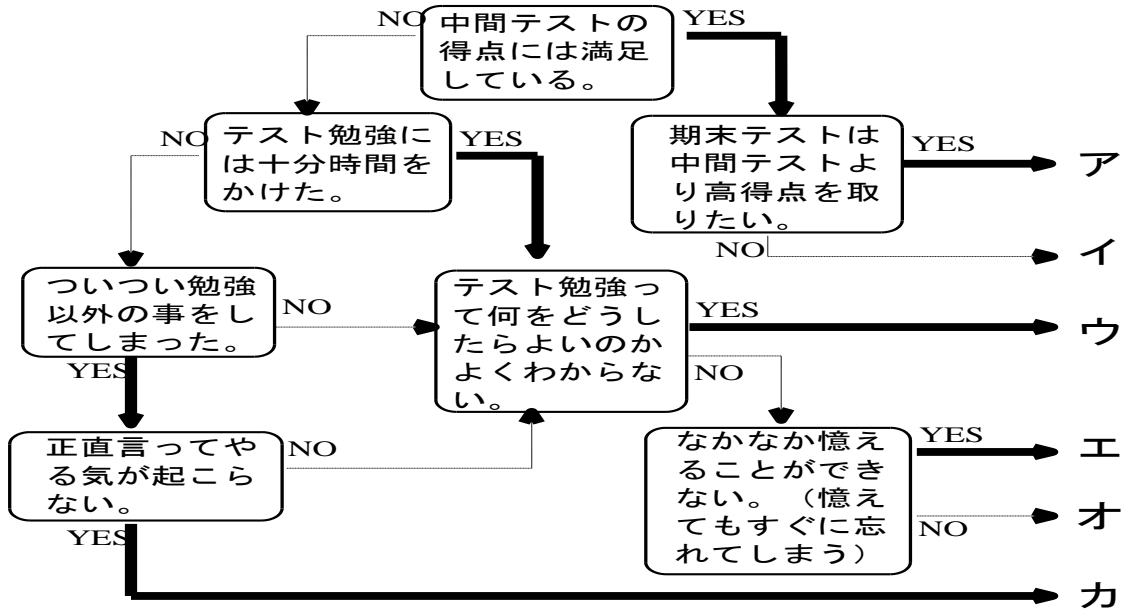 NO
中間テストの
得点には満足
している。
YES
NO
テスト勉強に
は十分時間を
かけた。
YES
期末テストは
中間テストよ
り高得点を取
りたい。
YES
ア
NO
イ
ついつい勉強
以外の事をし
てしまった。
NO
YES
テスト勉強っ
て何をどうし
たらよいのか
よくわからな
い。
YES
ウ
NO
正直言ってや
る気が起こら
ない。
NO
YES
なかなか憶え
ることができ
ない。（憶え
てもすぐに忘
れてしまう）
YES
エ
NO
オ
カ